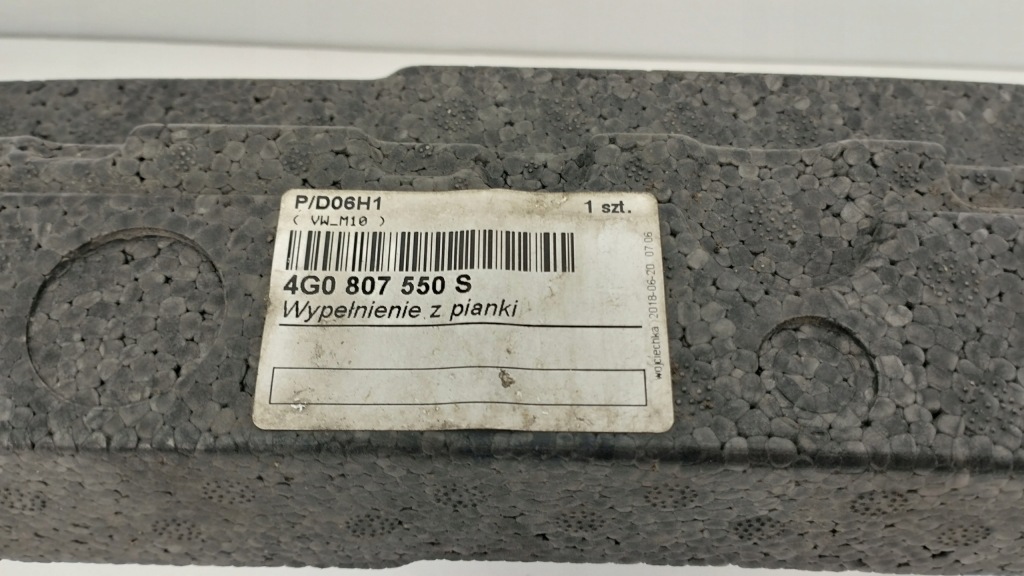 P/D06H1
1 szt.
( VW_M10 )
4G0 807 550 S
Wypełnienie z pianki
wojciechka, 2018-06-20, 07:06